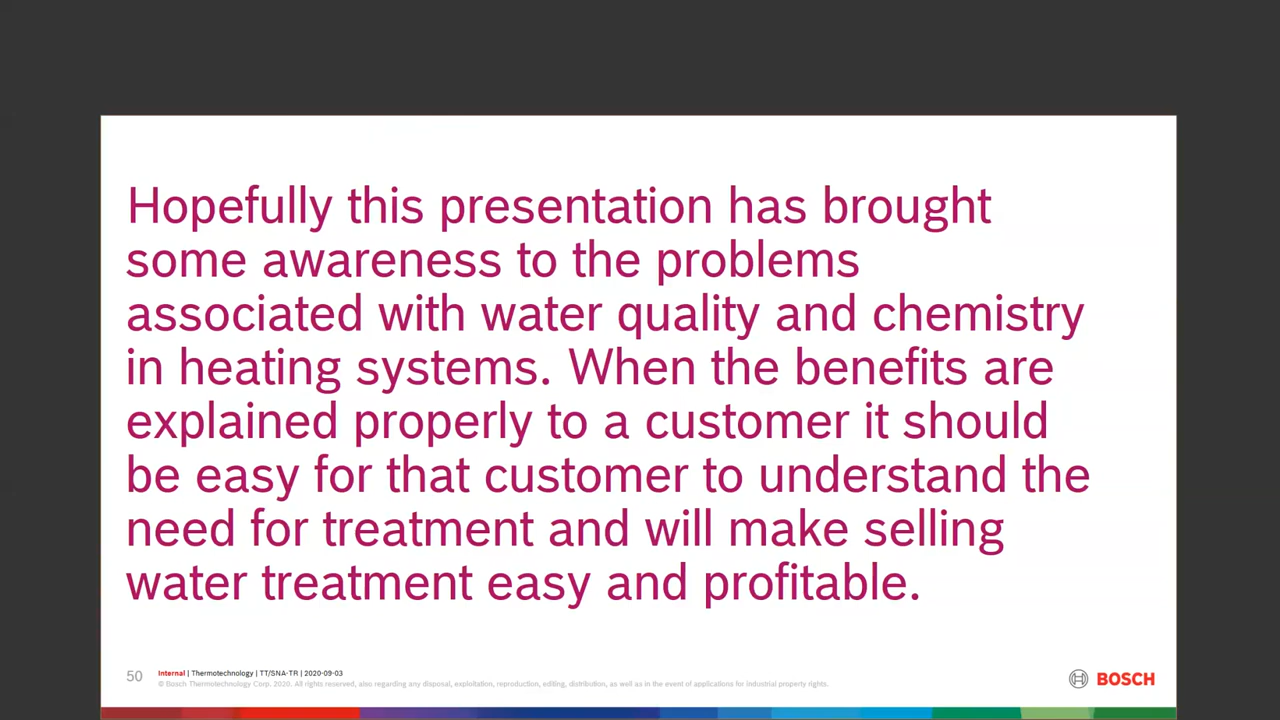 Hopefully this presentation has brought
some awareness to the problems
associated with water quality and chemistry
in heating systems. When the benefits are
explained properly to a customer it should
be easy for that customer to understand the
need for treatment and will make selling
water treatment easy and profitable.
50
Internal | Thermotechnology | TT/SNA-TR | 2020-09-03
© Bosch Thermotechnology Corp. 2020. All rights reserved, also regarding any disposal, exploitation, reproduction, editing, distribution, as well as in the event of applications for industrial property rights.
BOSCH